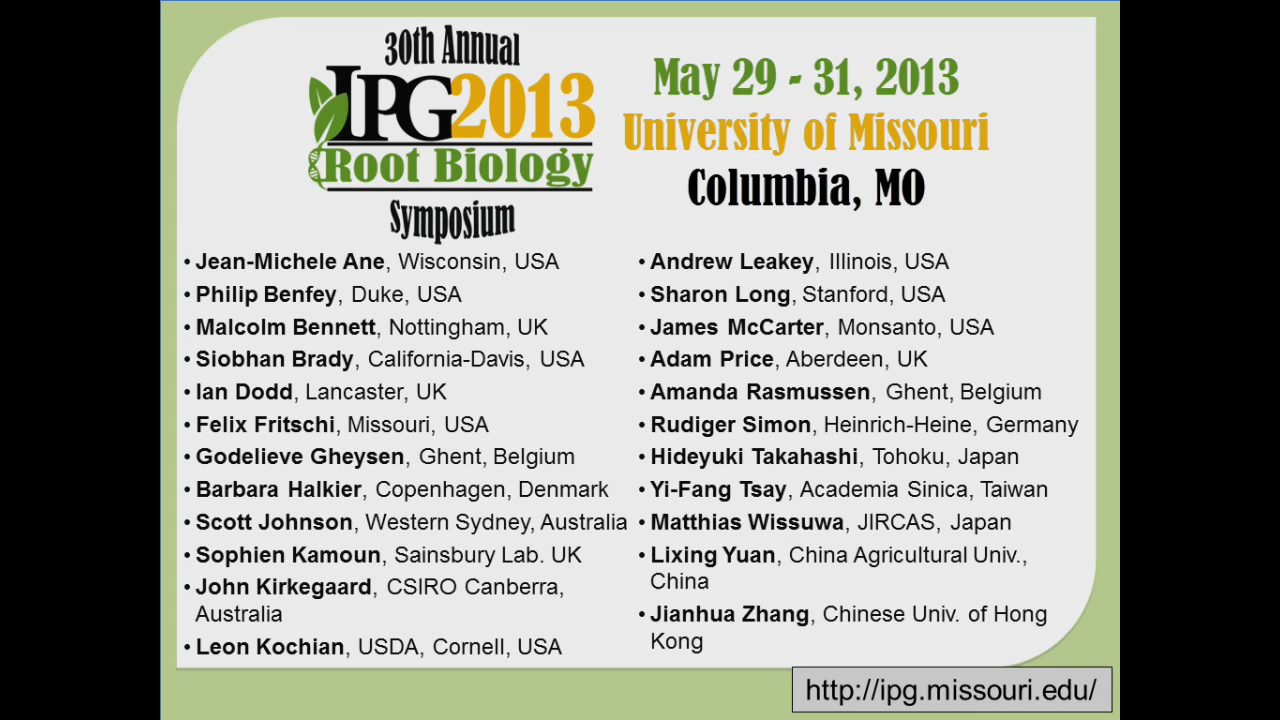 30th Annual
IPG2013
Root Biology
Symposium
May 29 - 31, 2013
University of Missouri
Columbia, MO
• Jean-Michele Ane, Wisconsin, USA
• Philip Benfey, Duke, USA
• Malcolm Bennett, Nottingham, UK
• Siobhan Brady, California-Davis, USA
• Ian Dodd, Lancaster, UK
• Felix Fritschi, Missouri, USA
• Godelieve Gheysen, Ghent, Belgium
• Barbara Halkier, Copenhagen, Denmark
• Scott Johnson, Western Sydney, Australia
• Sophien Kamoun, Sainsbury Lab. UK
• John Kirkegaard, CSIRO Canberra,
Australia
• Leon Kochian, USDA, Cornell, USA
• Andrew Leakey, Illinois, USA
• Sharon Long, Stanford, USA
• James McCarter, Monsanto, USA
• Adam Price, Aberdeen, UK
• Amanda Rasmussen, Ghent, Belgium
• Rudiger Simon, Heinrich-Heine, Germany
• Hideyuki Takahashi, Tohoku, Japan
• Yi-Fang Tsay, Academia Sinica, Taiwan
• Matthias Wissuwa, JIRCAS, Japan
• Lixing Yuan, China Agricultural Univ.,
China
• Jianhua Zhang, Chinese Univ. of Hong
Kong
http://ipg.missouri.edu/